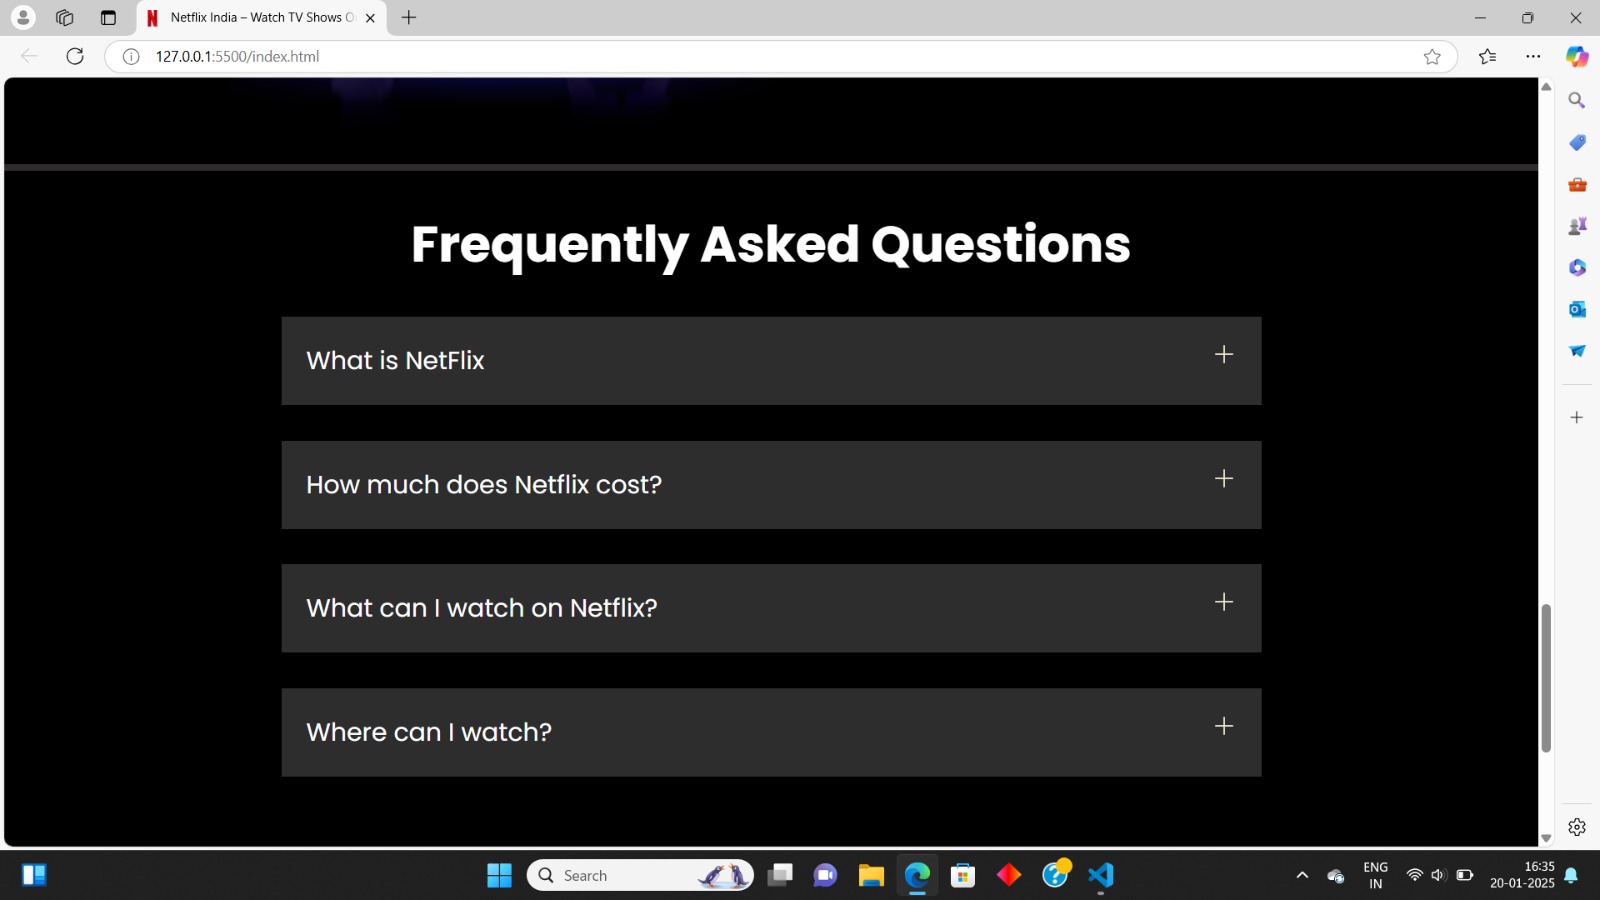 Netflix India – Watch TV Shows O
127.0.0.1:5500/index.html
Frequently Asked Questions
What is NetFlix
How much does Netflix cost?
What can I watch on Netflix?
Where can I watch?
Search
ENG
IN
16:35
20-01-2025